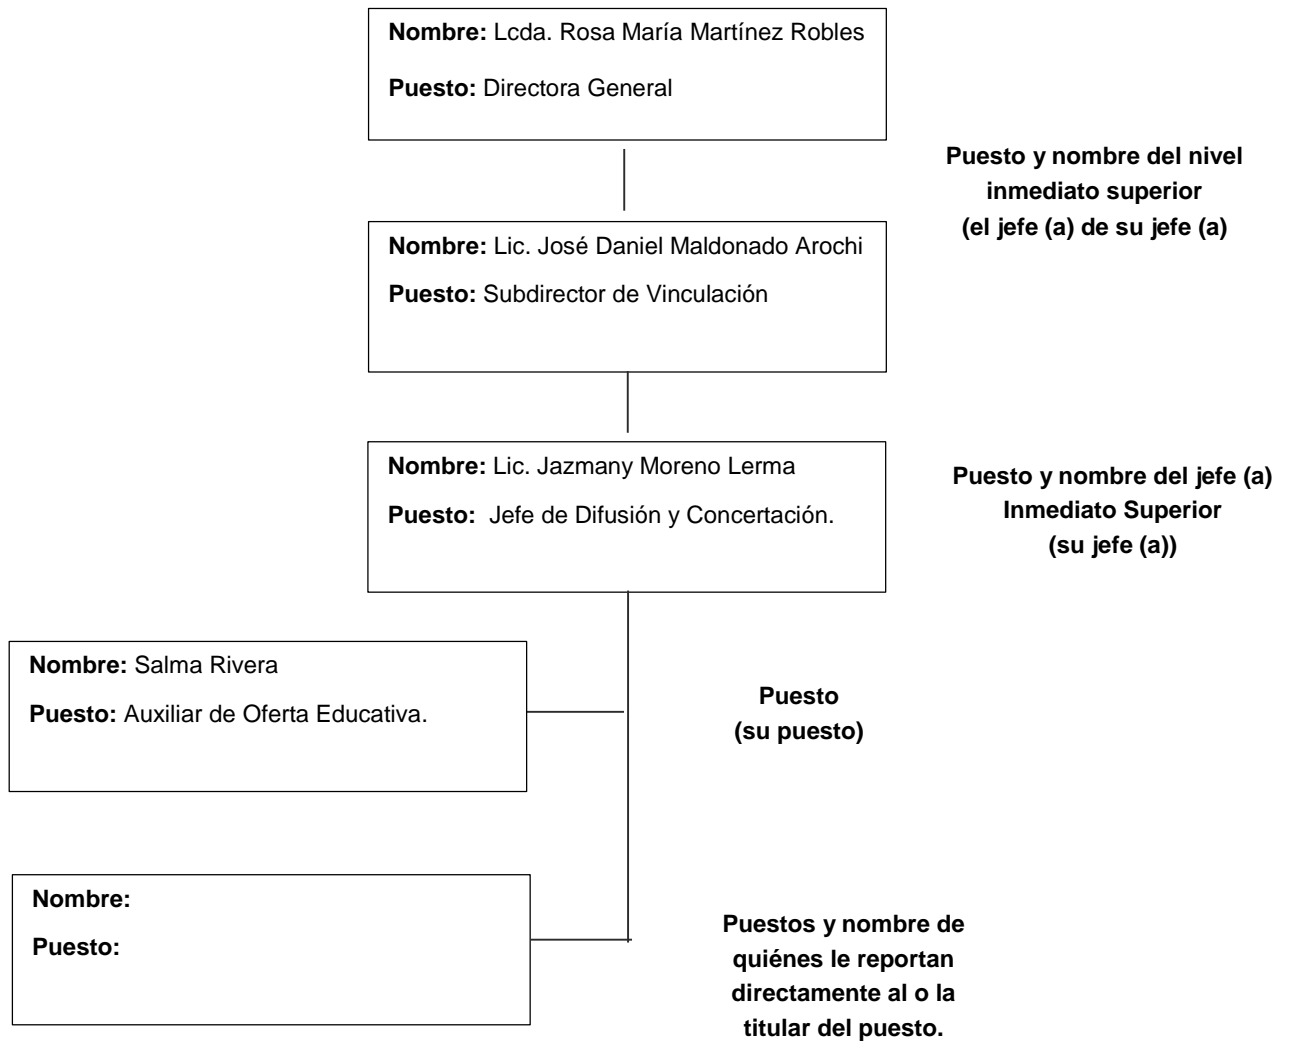 Nombre: Lcda. Rosa María Martínez Robles
Puesto: Directora General
Puesto y nombre del nivel
inmediato superior
(el jefe (a) de su jefe (a)
Nombre: Lic. José Daniel Maldonado Arochi
Puesto: Subdirector de Vinculación
Nombre: Lic. Jazmany Moreno Lerma
Puesto: Jefe de Difusión y Concertación.
Puesto y nombre del jefe (a)
Inmediato Superior
(su jefe (a))
Nombre: Salma Rivera
Puesto: Auxiliar de Oferta Educativa.
Puesto
(su puesto)
Nombre:
Puesto:
Puestos y nombre de
quiénes le reportan
directamente al o la
titular del puesto.